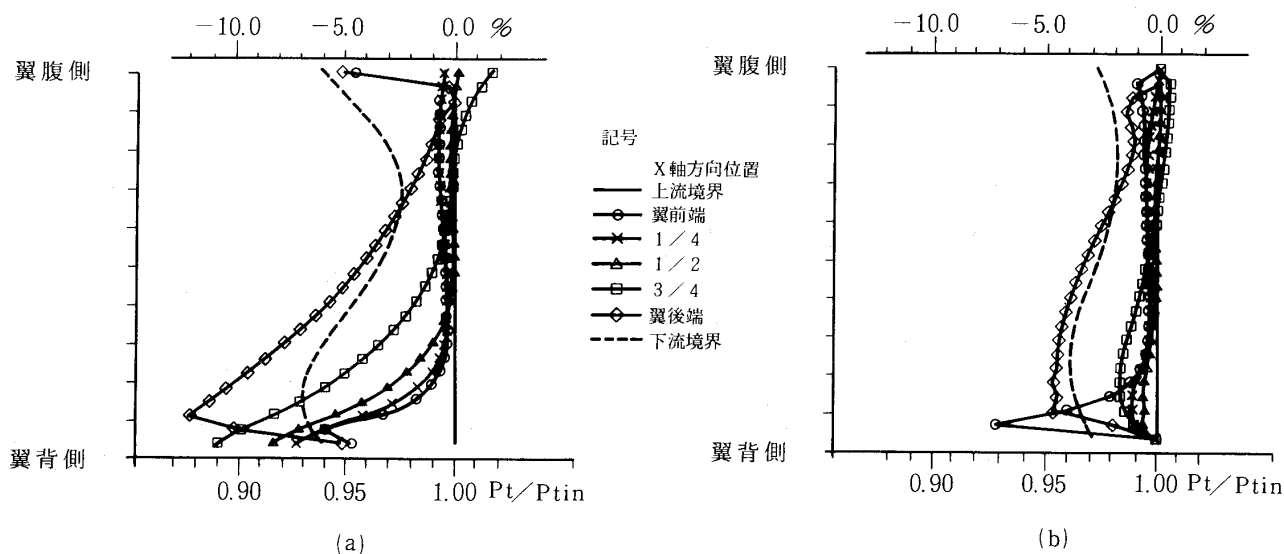 -10.0 -5.0 0.0 %
翼腹側
翼背側
0.90 0.95 1.00 Pt/Ptin
(a)
記号
X軸方向位置
上流境界
翼前端
1/4
1/2
3/4
翼後端
下流境界
-10.0 -5.0 0.0 %
翼腹側
翼背側
0.90 0.95 1.00 Pt/Ptin
(b)